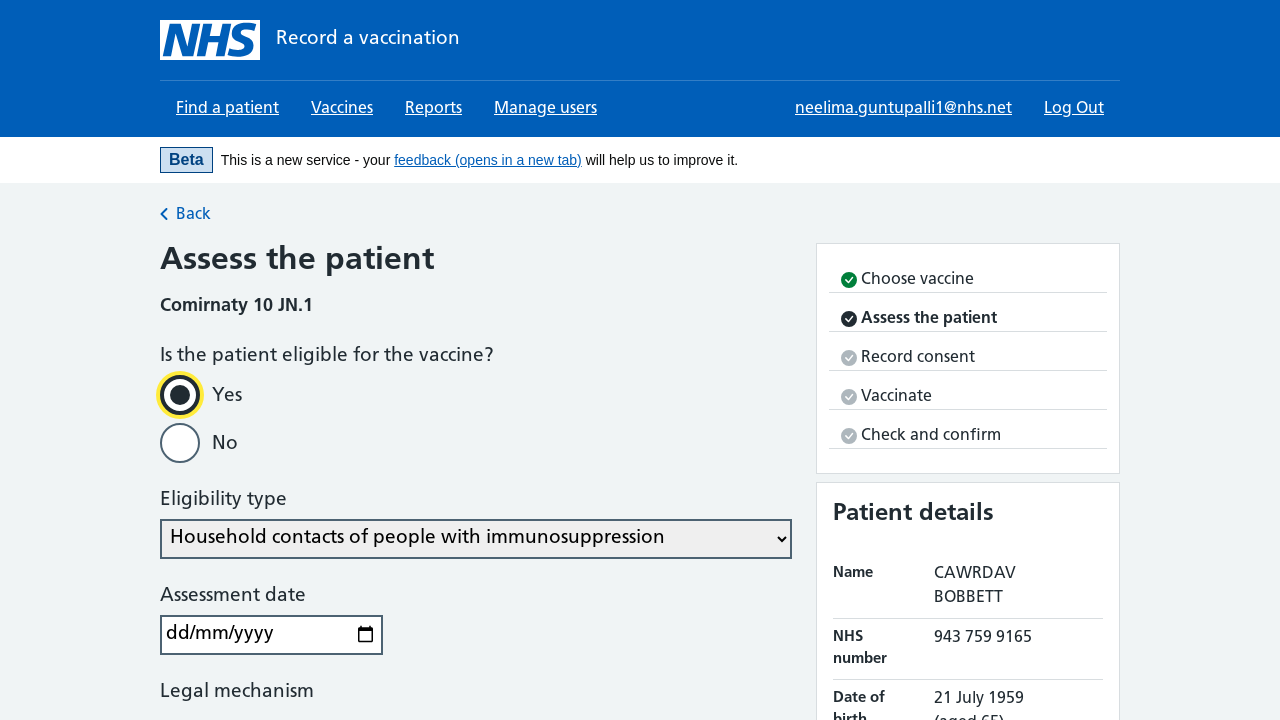 NHS Record a vaccination
Find a patient Vaccines Reports Manage users neelima.guntupalli1@nhs.net Log Out
Beta This is a new service - your feedback (opens in a new tab) will help us to improve it.
Back
Assess the patient
Comirnaty 10 JN.1
Is the patient eligible for the vaccine?
Yes
No
Eligibility type
Household contacts of people with immunosuppression
Assessment date
dd/mm/yyyy
Legal mechanism
Choose vaccine
Assess the patient
Record consent
Vaccinate
Check and confirm
Patient details
Name CAWRDAV
BOBBETT
NHS 943 759 9165
number
Date of 21 July 1959
birth (aged 65)